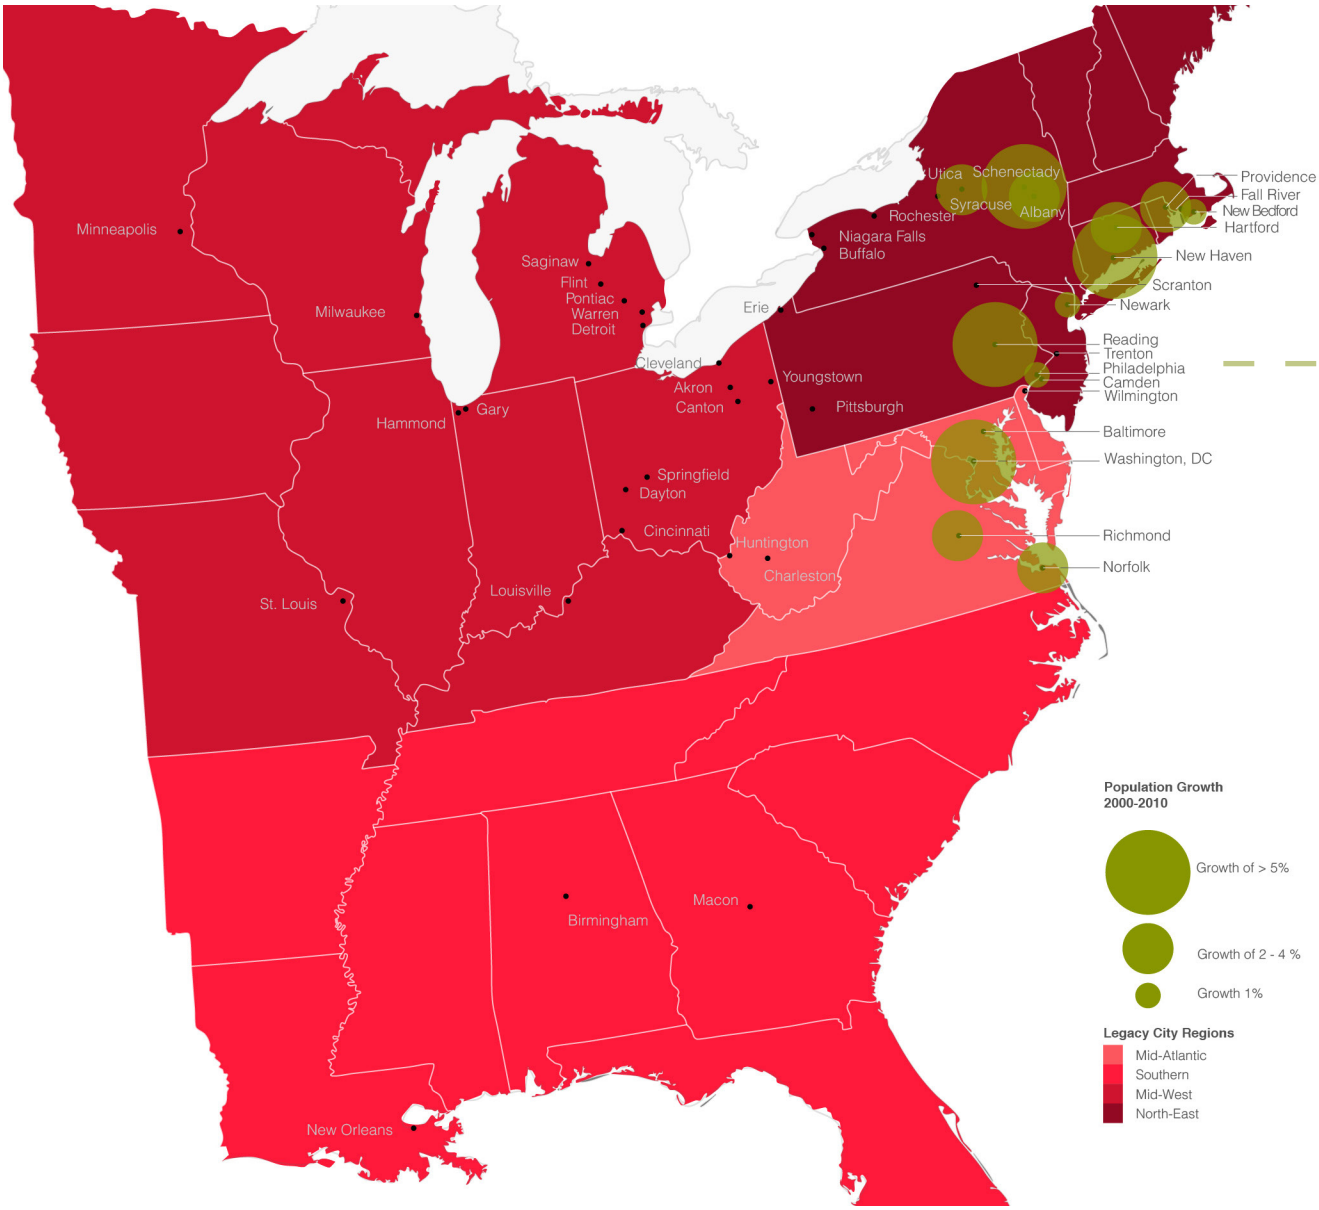 Utica
Schenectady
Syracuse
Albany
Rochester
Niagara Falls
Buffalo
Providence
Fall River
New Bedford
Hartford
New Haven
Scranton
Newark
Minneapolis
Milwaukee
Saginaw
Flint
Pontiac
Warren
Detroit
Erie
Cleveland
Akron
Canton
Youngstown
Pittsburgh
Reading
Trenton
Philadelphia
Camden
Wilmington
Baltimore
Washington, DC
Hammond
Gary
Springfield
Dayton
Cincinnati
Huntington
Charleston
Richmond
Norfolk
St. Louis
Louisville
Birmingham
Macon
New Orleans
Population Growth
2000-2010
Growth of > 5%
Growth of 2 - 4 %
Growth 1%
Legacy City Regions
Mid-Atlantic
Southern
Mid-West
North-East